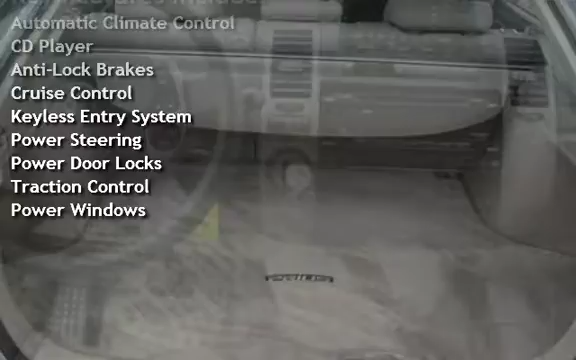 Automatic Climate Control
CD Player
Anti-Lock Brakes
Cruise Control
Keyless Entry System
Power Steering
Power Door Locks
Traction Control
Power Windows
PRIUS